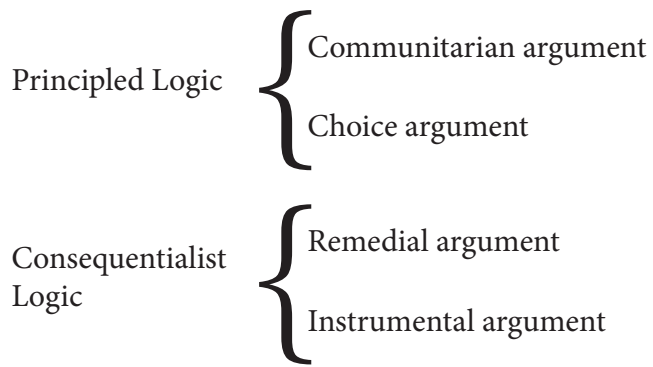 Principled Logic
Communitarian argument
Choice argument
Consequentialist
Logic
Remedial argument
Instrumental argument